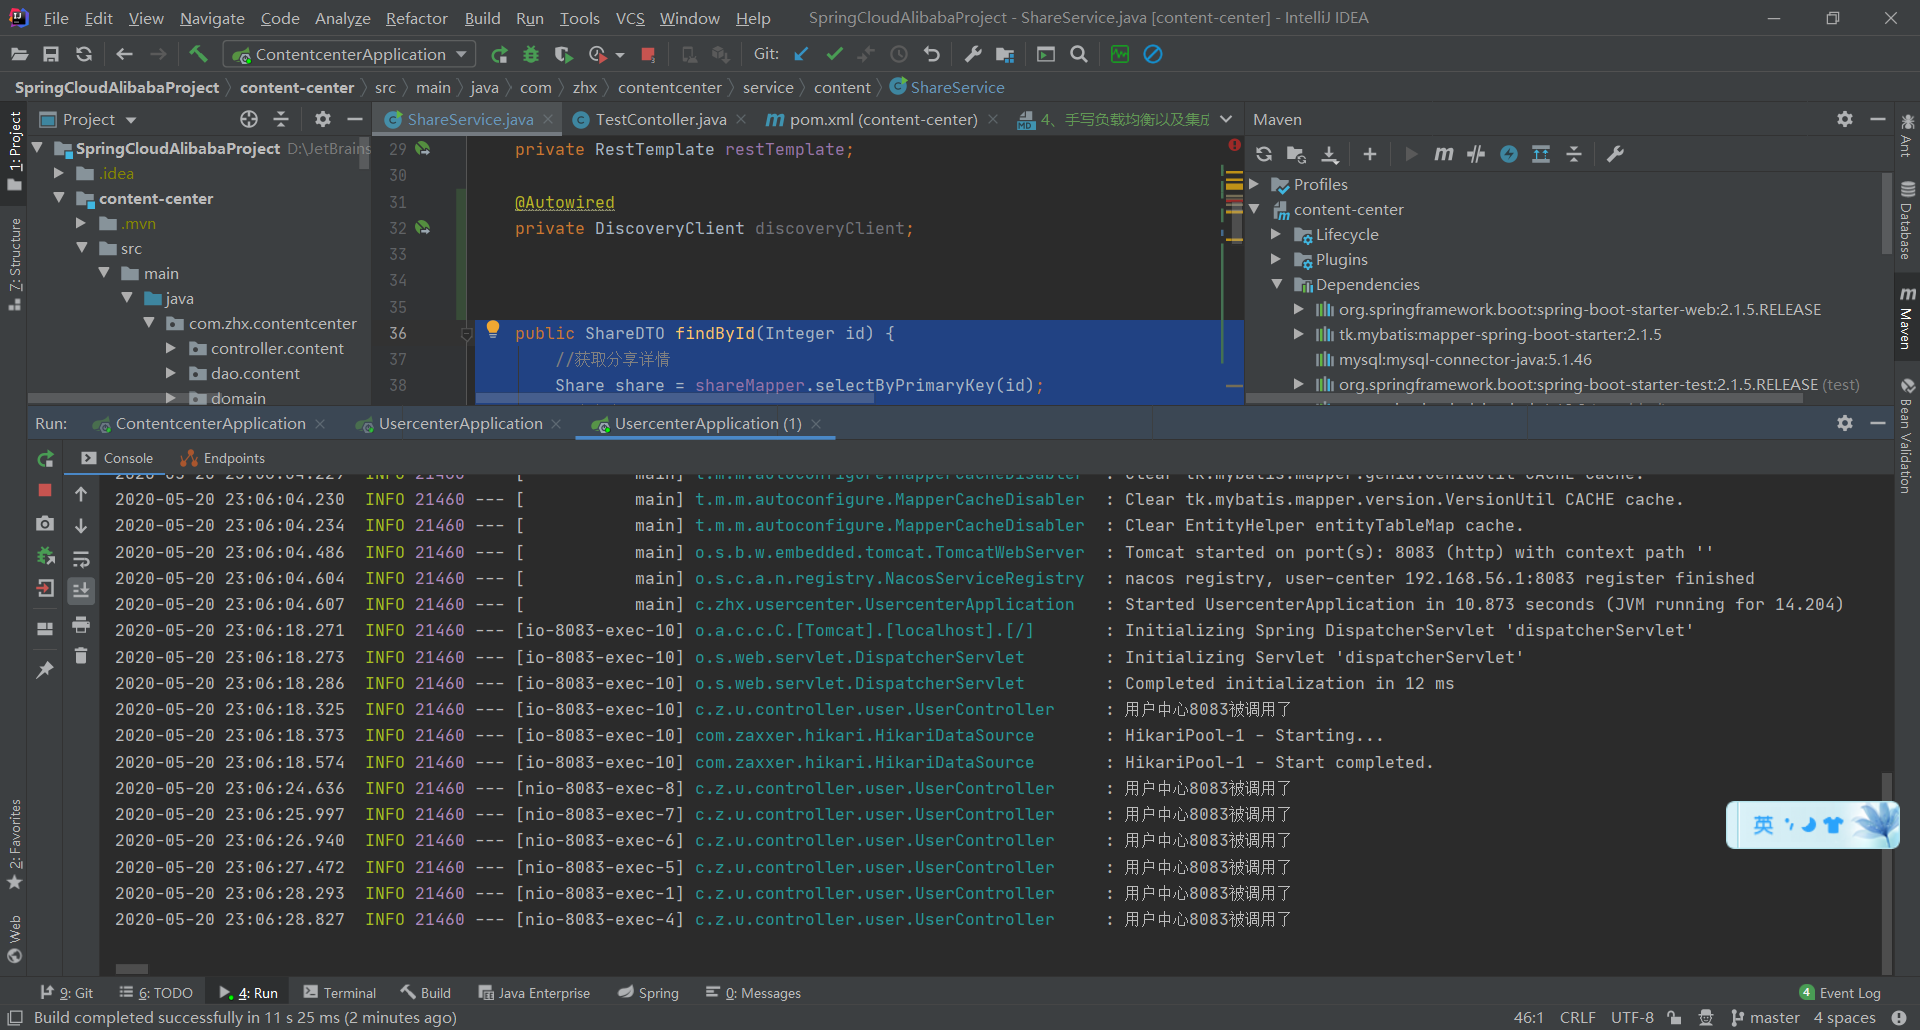 File Edit View Navigate Code Analyze Refactor Build Run Tools VCS Window Help SpringCloudAlibabaProject - ShareService.java [content-center] - IntelliJ IDEA
ContentcenterApplication Git:
SpringCloudAlibabaProject content-center src main java com zhx contentcenter service content ShareService
1: Project
7: Structure
2: Favorites
Web
Project
SpringCloudAlibabaProject D:\JetBrains
.idea
content-center
.mvn
src
main
java
com.zhx.contentcenter
controller.content
dao.content
domain
ShareService.java TestContoller.java pom.xml (content-center) 4、手写负载均衡以及集成
29 private RestTemplate restTemplate;
30
31 @Autowired
32 private DiscoveryClient discoveryClient;
33
34
35
36 public ShareDTO findById(Integer id) {
37 //获取分享详情
38 Share share = shareMapper.selectByPrimaryKey(id);
Maven
Profiles
content-center
Lifecycle
Plugins
Dependencies
org.springframework.boot:spring-boot-starter-web:2.1.5.RELEASE
tk.mybatis:mapper-spring-boot-starter:2.1.5
mysql:mysql-connector-java:5.1.46
org.springframework.boot:spring-boot-starter-test:2.1.5.RELEASE (test)
Ant
Database
Maven
Bean Validation
Run: ContentcenterApplication UsercenterApplication UsercenterApplication (1)
Console Endpoints
2020-05-20 23:06:04.230 INFO 21460 --- [ main] t.m.m.autoconfigure.MapperCacheDisabler : Clear tk.mybatis.mapper.version.VersionUtil CACHE cache.
2020-05-20 23:06:04.234 INFO 21460 --- [ main] t.m.m.autoconfigure.MapperCacheDisabler : Clear EntityHelper entityTableMap cache.
2020-05-20 23:06:04.486 INFO 21460 --- [ main] o.s.b.w.embedded.tomcat.TomcatWebServer : Tomcat started on port(s): 8083 (http) with context path ''
2020-05-20 23:06:04.604 INFO 21460 --- [ main] o.s.c.a.n.registry.NacosServiceRegistry : nacos registry, user-center 192.168.56.1:8083 register finished
2020-05-20 23:06:04.607 INFO 21460 --- [ main] c.zhx.usercenter.UsercenterApplication : Started UsercenterApplication in 10.873 seconds (JVM running for 14.204)
2020-05-20 23:06:18.271 INFO 21460 --- [io-8083-exec-10] o.a.c.c.C.[Tomcat].[localhost].[/] : Initializing Spring DispatcherServlet 'dispatcherServlet'
2020-05-20 23:06:18.273 INFO 21460 --- [io-8083-exec-10] o.s.web.servlet.DispatcherServlet : Initializing Servlet 'dispatcherServlet'
2020-05-20 23:06:18.286 INFO 21460 --- [io-8083-exec-10] o.s.web.servlet.DispatcherServlet : Completed initialization in 12 ms
2020-05-20 23:06:18.325 INFO 21460 --- [io-8083-exec-10] c.z.u.controller.user.UserController : 用户中心8083被调用了
2020-05-20 23:06:18.373 INFO 21460 --- [io-8083-exec-10] com.zaxxer.hikari.HikariDataSource : HikariPool-1 - Starting...
2020-05-20 23:06:18.574 INFO 21460 --- [io-8083-exec-10] com.zaxxer.hikari.HikariDataSource : HikariPool-1 - Start completed.
2020-05-20 23:06:24.636 INFO 21460 --- [nio-8083-exec-8] c.z.u.controller.user.UserController : 用户中心8083被调用了
2020-05-20 23:06:25.997 INFO 21460 --- [nio-8083-exec-7] c.z.u.controller.user.UserController : 用户中心8083被调用了
2020-05-20 23:06:26.940 INFO 21460 --- [nio-8083-exec-6] c.z.u.controller.user.UserController : 用户中心8083被调用了
2020-05-20 23:06:27.472 INFO 21460 --- [nio-8083-exec-5] c.z.u.controller.user.UserController : 用户中心8083被调用了
2020-05-20 23:06:28.293 INFO 21460 --- [nio-8083-exec-1] c.z.u.controller.user.UserController : 用户中心8083被调用了
2020-05-20 23:06:28.827 INFO 21460 --- [nio-8083-exec-4] c.z.u.controller.user.UserController : 用户中心8083被调用了
英
9: Git 6: TODO 4: Run Terminal Build Java Enterprise Spring 0: Messages 4 Event Log
Build completed successfully in 11 s 25 ms (2 minutes ago) 46:1 CRLF UTF-8 master 4 spaces